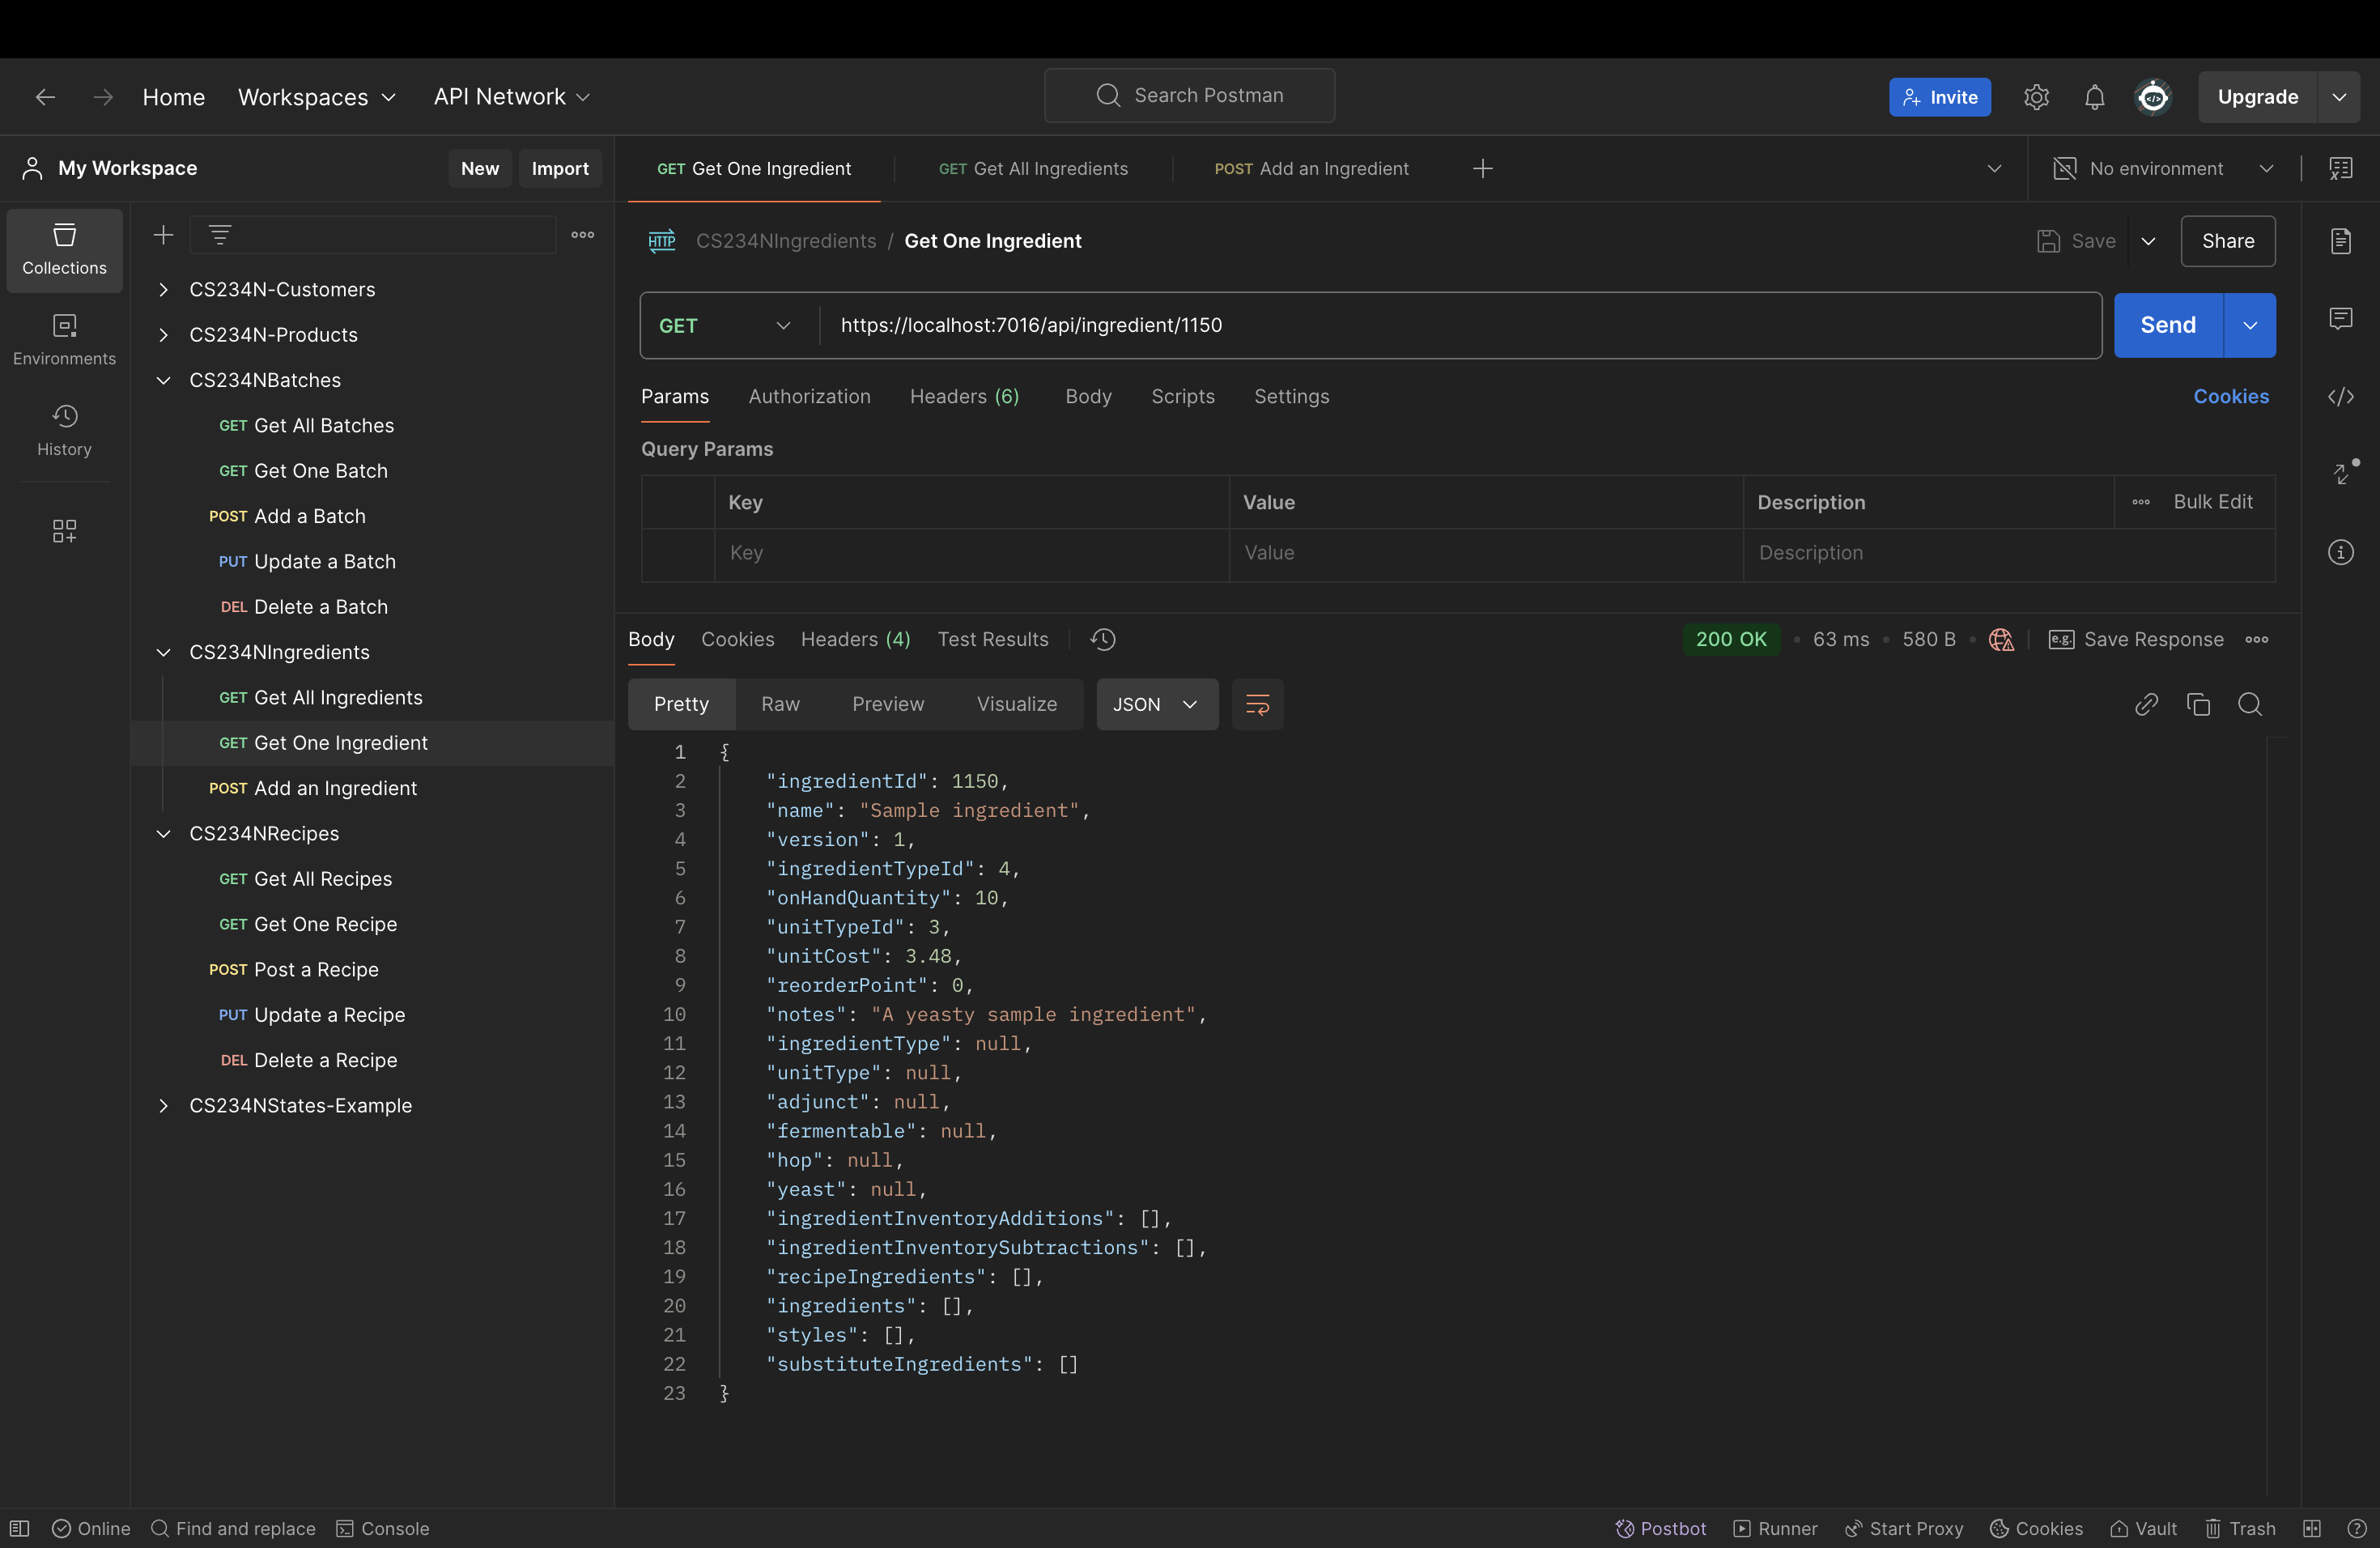 Home Workspaces API Network Search Postman Invite Upgrade
My Workspace New Import
GET Get One Ingredient GET Get All Ingredients POST Add an Ingredient No environment
Collections
Environments
History
CS234N-Customers
CS234N-Products
CS234NBatches
GET Get All Batches
GET Get One Batch
POST Add a Batch
PUT Update a Batch
DEL Delete a Batch
CS234NIngredients
GET Get All Ingredients
GET Get One Ingredient
POST Add an Ingredient
CS234NRecipes
GET Get All Recipes
GET Get One Recipe
POST Post a Recipe
PUT Update a Recipe
DEL Delete a Recipe
CS234NStates-Example
HTTP CS234NIngredients / Get One Ingredient Save Share
GET https://localhost:7016/api/ingredient/1150 Send
Params Authorization Headers (6) Body Scripts Settings Cookies
Query Params
Key Value Description Bulk Edit
Key Value Description
Body Cookies Headers (4) Test Results 200 OK • 63 ms • 580 B • e.g. Save Response
Pretty Raw Preview Visualize JSON
1 {
2 "ingredientId": 1150,
3 "name": "Sample ingredient",
4 "version": 1,
5 "ingredientTypeId": 4,
6 "onHandQuantity": 10,
7 "unitTypeId": 3,
8 "unitCost": 3.48,
9 "reorderPoint": 0,
10 "notes": "A yeasty sample ingredient",
11 "ingredientType": null,
12 "unitType": null,
13 "adjunct": null,
14 "fermentable": null,
15 "hop": null,
16 "yeast": null,
17 "ingredientInventoryAdditions": [],
18 "ingredientInventorySubtractions": [],
19 "recipeIngredients": [],
20 "ingredients": [],
21 "styles": [],
22 "substituteIngredients": []
23 }
Online Find and replace Console Postbot Runner Start Proxy Cookies Vault Trash